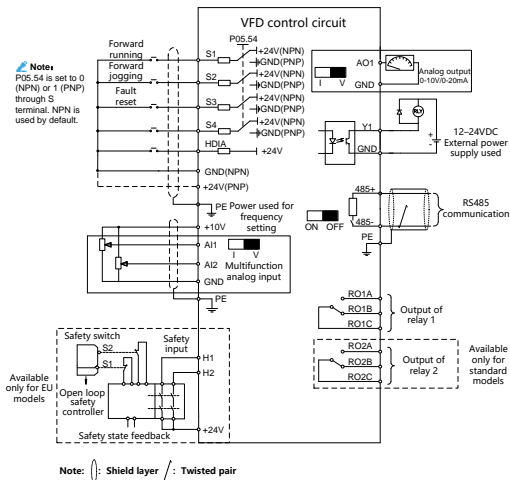 VFD control circuit
Forward
running
Forward
jogging
Fault
reset
Note:
P05.54 is set to 0
(NPN) or 1 (PNP)
through S
terminal. NPN is
used by default.
P05.54
S1
+24V(NPN)
GND(PNP)
S2
+24V(NPN)
GND(PNP)
S3
+24V(NPN)
GND(PNP)
S4
+24V(NPN)
GND(PNP)
HDIA
+24V
GND(NPN)
+24V(PNP)
PE
Power used for
frequency
setting
+10V
AI1
I V
AI2
Multifunction
analog input
GND
PE
AO1
I V
Analog output
0-10V/0-20mA
GND
RLY
Y1
GND
+
-
12–24VDC
External power
supply used
485+
ON OFF
485-
PE
RS485
communication
RO1A
RO1B
RO1C
Output of
relay 1
RO2A
RO2B
RO2C
Output of
relay 2
Available
only for
standard
models
Safety switch
Safety
input
S2
S1
H1
H2
Available
only for EU
models
Open loop
safety
controller
+24V
Safety state feedback
Note: : Shield layer : Twisted pair